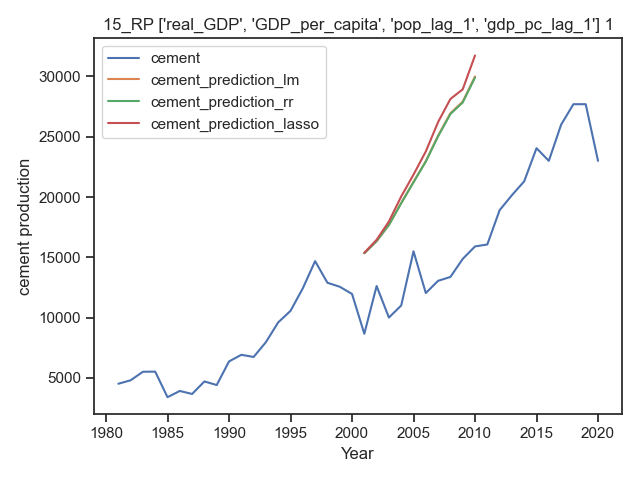 15_RP ['real_GDP', 'GDP_per_capita', 'pop_lag_1', 'gdp_pc_lag_1'] 1
cement
cement_prediction_lm
cement_prediction_rr
cement_prediction_lasso
30000
25000
20000
15000
10000
5000
cement production
1980 1985 1990 1995 2000 2005 2010 2015 2020
Year